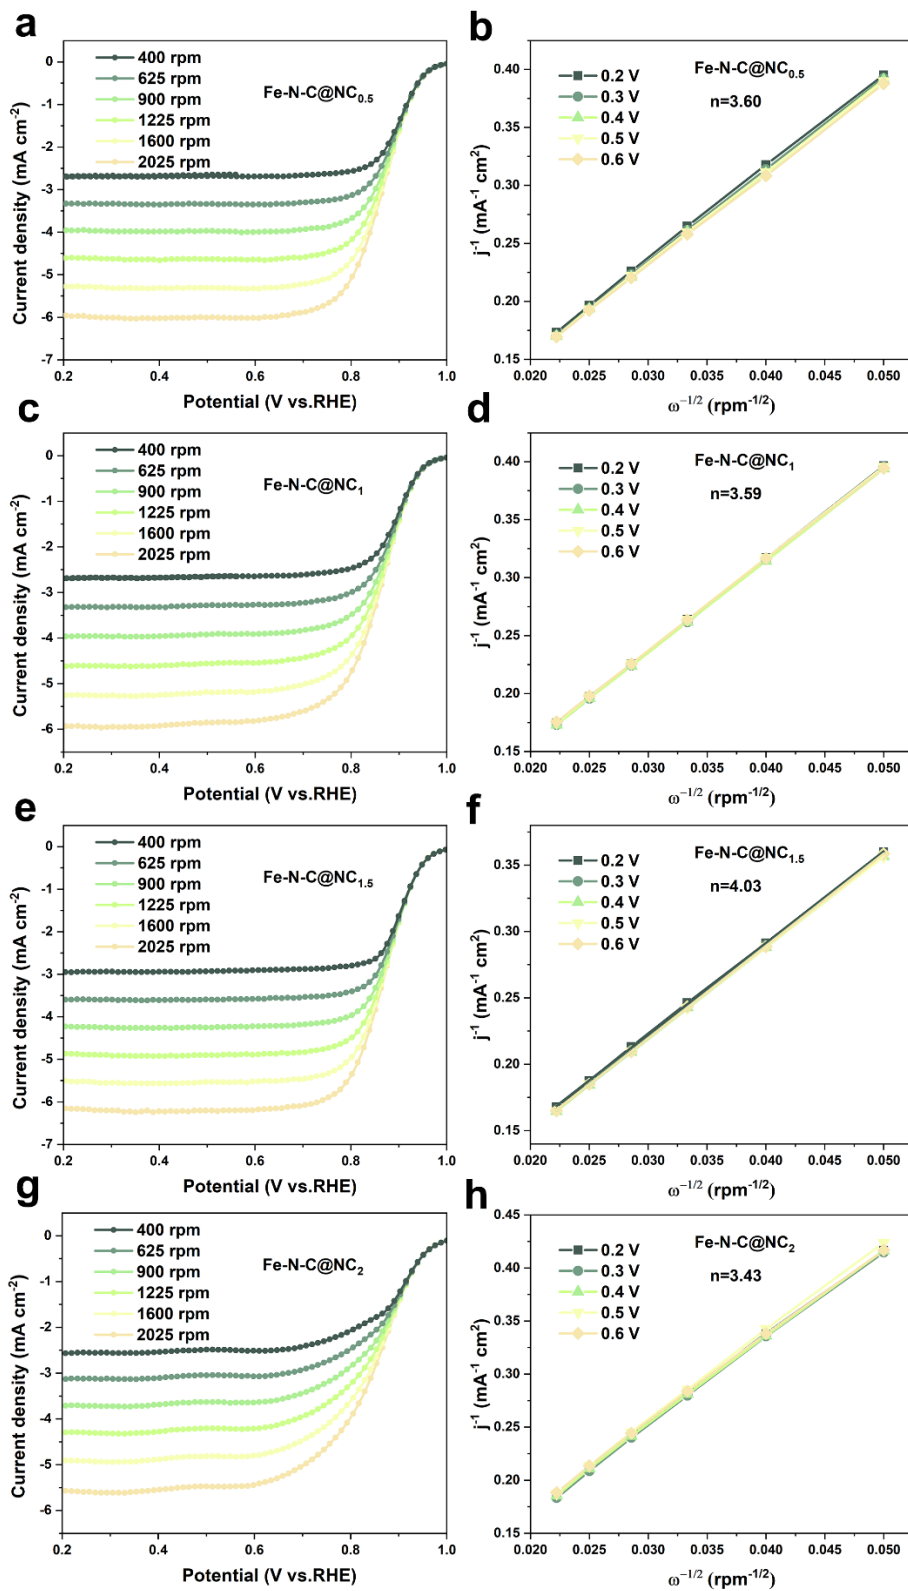 a
400 rpm
625 rpm
900 rpm
1225 rpm
1600 rpm
2025 rpm
Fe-N-C@NC0.5
0
-1
-2
-3
-4
-5
-6
-7
0.2 0.4 0.6 0.8 1.0
Current density (mA cm-2)
Potential (V vs.RHE)
b
0.2 V
0.3 V
0.4 V
0.5 V
0.6 V
Fe-N-C@NC0.5
n=3.60
0.40
0.35
0.30
0.25
0.20
0.15
0.020 0.025 0.030 0.035 0.040 0.045 0.050
j-1 (mA-1 cm2)
ω−1/2 (rpm-1/2)
c
400 rpm
625 rpm
900 rpm
1225 rpm
1600 rpm
2025 rpm
Fe-N-C@NC1
0
-1
-2
-3
-4
-5
-6
0.2 0.4 0.6 0.8 1.0
Current density (mA cm-2)
Potential (V vs.RHE)
d
0.2 V
0.3 V
0.4 V
0.5 V
0.6 V
Fe-N-C@NC1
n=3.59
0.40
0.35
0.30
0.25
0.20
0.15
0.020 0.025 0.030 0.035 0.040 0.045 0.050
j-1 (mA-1 cm2)
ω−1/2 (rpm-1/2)
e
400 rpm
625 rpm
900 rpm
1225 rpm
1600 rpm
2025 rpm
Fe-N-C@NC1.5
0
-1
-2
-3
-4
-5
-6
-7
0.2 0.4 0.6 0.8 1.0
Current density (mA cm-2)
Potential (V vs.RHE)
f
0.2 V
0.3 V
0.4 V
0.5 V
0.6 V
Fe-N-C@NC1.5
n=4.03
0.35
0.30
0.25
0.20
0.15
0.020 0.025 0.030 0.035 0.040 0.045 0.050
j-1 (mA-1 cm2)
ω−1/2 (rpm-1/2)
g
400 rpm
625 rpm
900 rpm
1225 rpm
1600 rpm
2025 rpm
Fe-N-C@NC2
0
-1
-2
-3
-4
-5
-6
0.2 0.4 0.6 0.8 1.0
Current density (mA cm-2)
Potential (V vs.RHE)
h
0.2 V
0.3 V
0.4 V
0.5 V
0.6 V
Fe-N-C@NC2
n=3.43
0.45
0.40
0.35
0.30
0.25
0.20
0.15
0.020 0.025 0.030 0.035 0.040 0.045 0.050
j-1 (mA-1 cm2)
ω−1/2 (rpm-1/2)